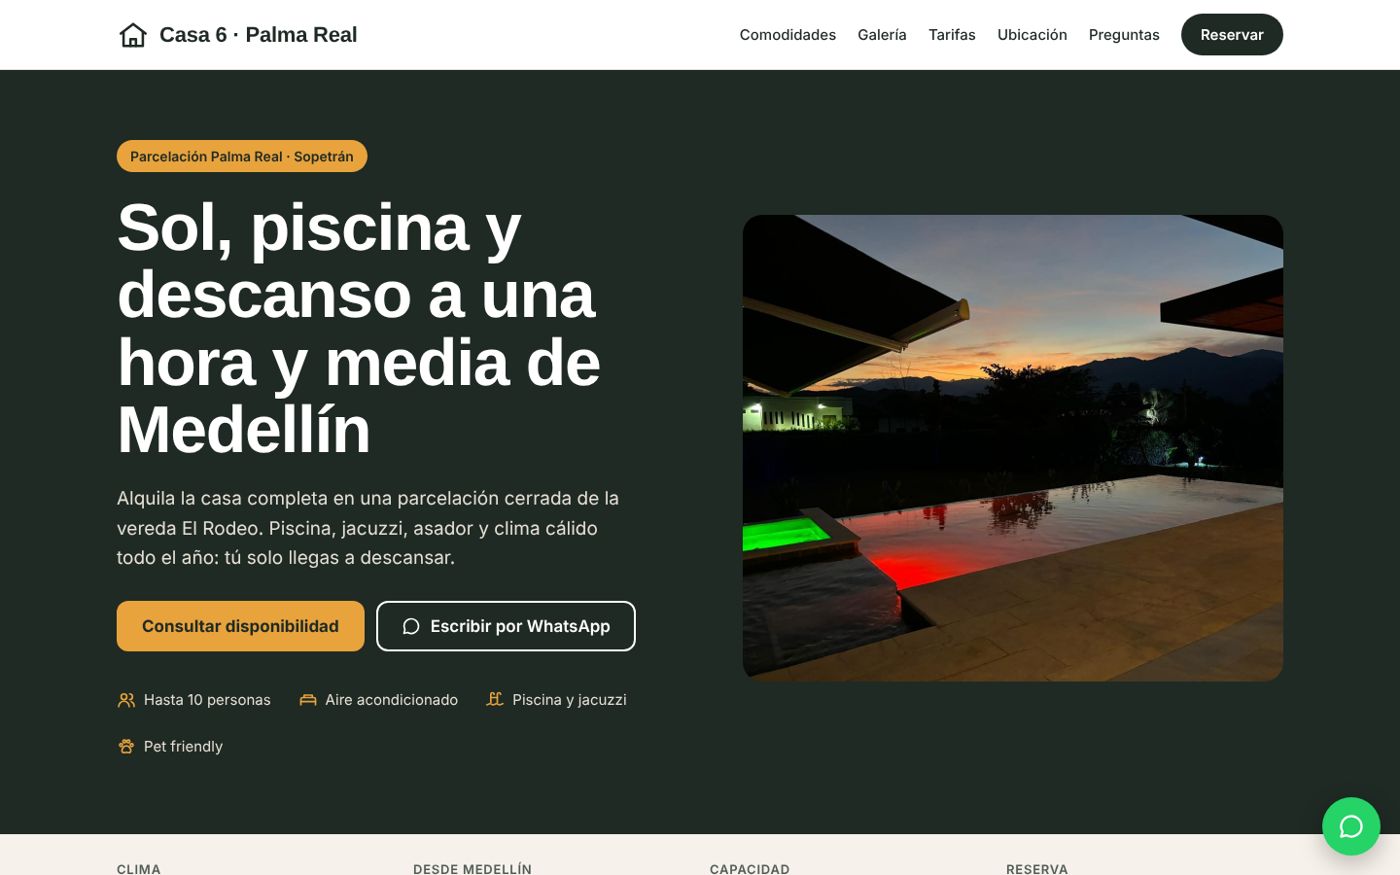 Casa 6 · Palma Real
Comodidades
Galería
Tarifas
Ubicación
Preguntas
Reservar
Parcelación Palma Real · Sopetrán
Sol, piscina y
descanso a una
hora y media de
Medellín
Alquila la casa completa en una parcelación cerrada de la
vereda El Rodeo. Piscina, jacuzzi, asador y clima cálido
todo el año: tú solo llegas a descansar.
Consultar disponibilidad
Escribir por WhatsApp
Hasta 10 personas
Aire acondicionado
Piscina y jacuzzi
Pet friendly
CLIMA
DESDE MEDELLÍN
CAPACIDAD
RESERVA